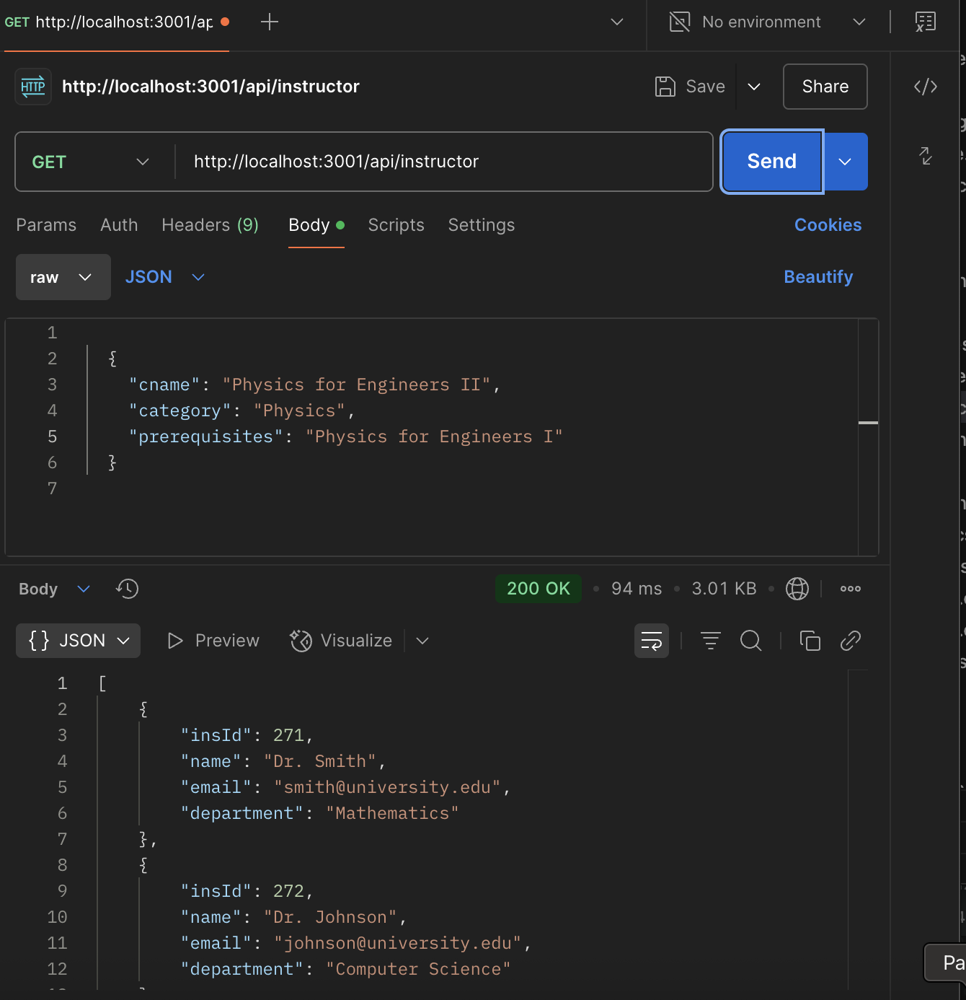 GET http://localhost:3001/ap
No environment
HTTP http://localhost:3001/api/instructor
Save
Share
GET http://localhost:3001/api/instructor
Send
Params Auth Headers (9) Body Scripts Settings Cookies
raw JSON Beautify
1
2 {
3 "cname": "Physics for Engineers II",
4 "category": "Physics",
5 "prerequisites": "Physics for Engineers I"
6 }
7
Body 200 OK • 94 ms • 3.01 KB •
{} JSON Preview Visualize
1 [
2 {
3 "insId": 271,
4 "name": "Dr. Smith",
5 "email": "smith@university.edu",
6 "department": "Mathematics"
7 },
8 {
9 "insId": 272,
10 "name": "Dr. Johnson",
11 "email": "johnson@university.edu",
12 "department": "Computer Science"
Pa